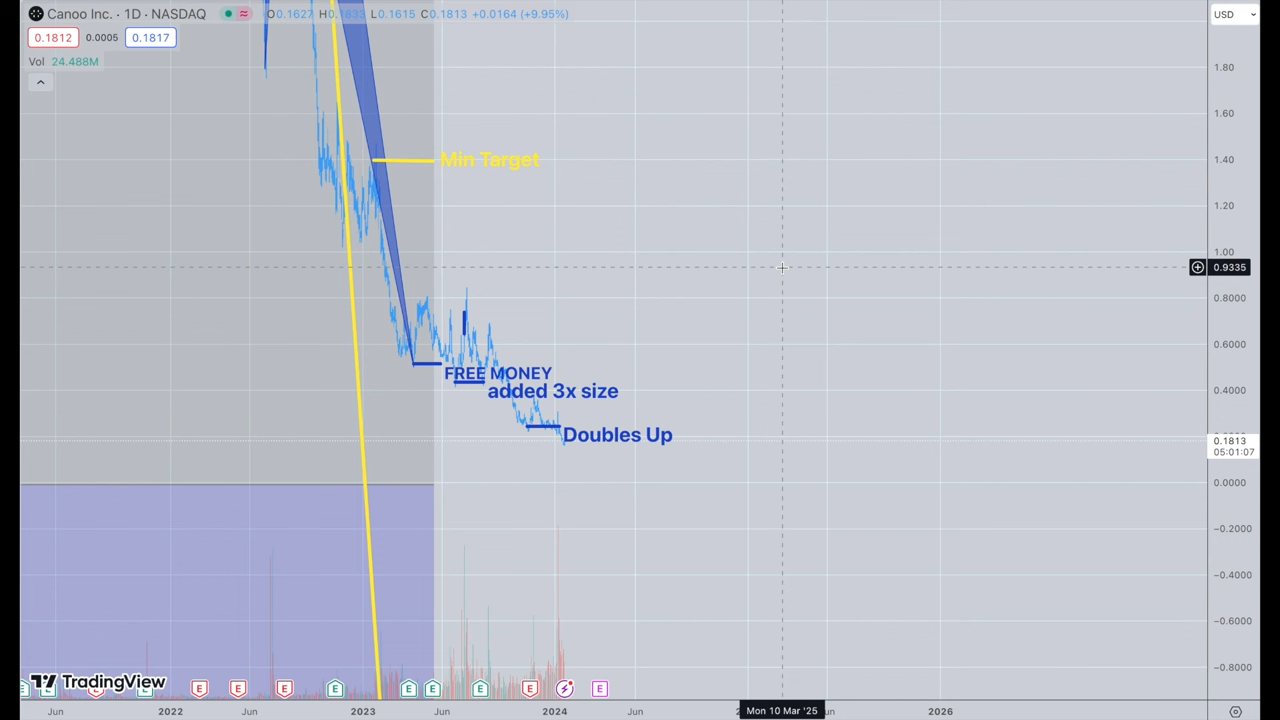 Canoo Inc. · 1D · NASDAQ O0.1627 H0.1833 L0.1615 C0.1813 +0.0164 (+9.95%)
USD
0.1812 0.0005 0.1817
Vol 24.488M
1.80
1.60
Min Target
1.40
1.20
1.00
0.9335
0.8000
0.6000
FREE MONEY
added 3x size
0.4000
Doubles Up
0.1813
05:01:07
0.0000
−0.2000
−0.4000
−0.6000
−0.8000
TradingView
E E E E E E E E E E E E
Jun 2022 Jun 2023 Jun 2024 Jun Mon 10 Mar '25 2026